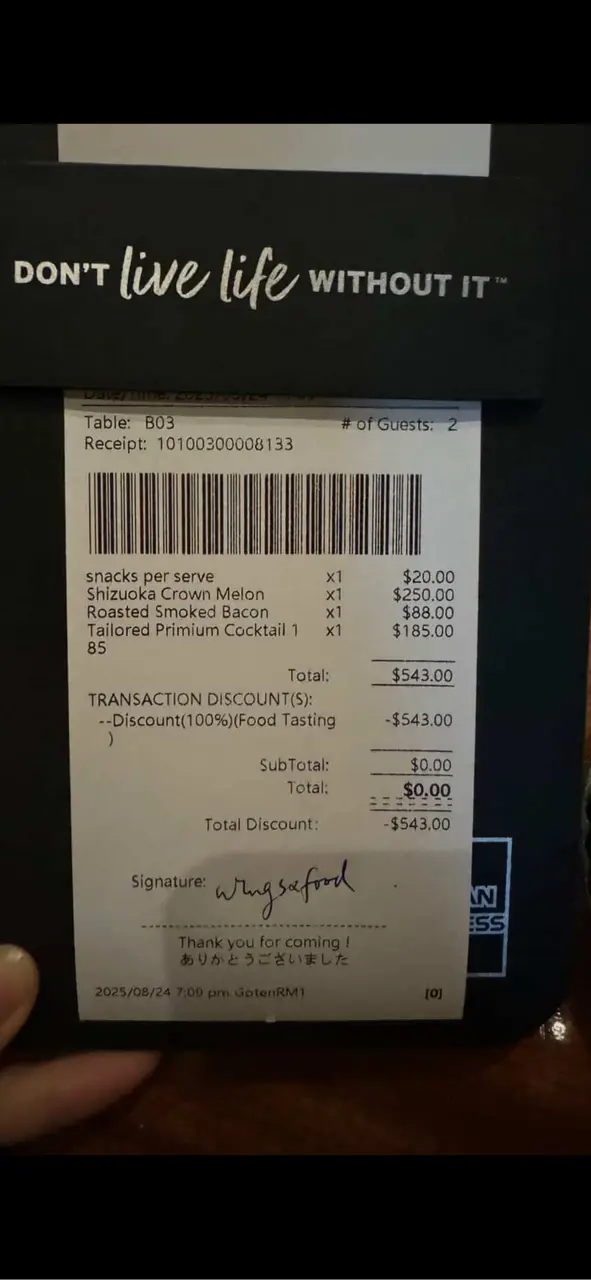 DON'T live life WITHOUT IT™
Table: B03 # of Guests: 2
Receipt: 10100300008133
snacks per serve x1 $20.00
Shizuoka Crown Melon x1 $250.00
Roasted Smoked Bacon x1 $88.00
Tailored Primium Cocktail 1 x1 $185.00
85
Total: $543.00
TRANSACTION DISCOUNT(S):
--Discount(100%)(Food Tasting -$543.00
)
SubTotal: $0.00
Total: $0.00
Total Discount: -$543.00
Signature:
Thank you for coming !
ありがとうございました
2025/08/24 7:09 pm GotenRM1 [0]
AN
ESS